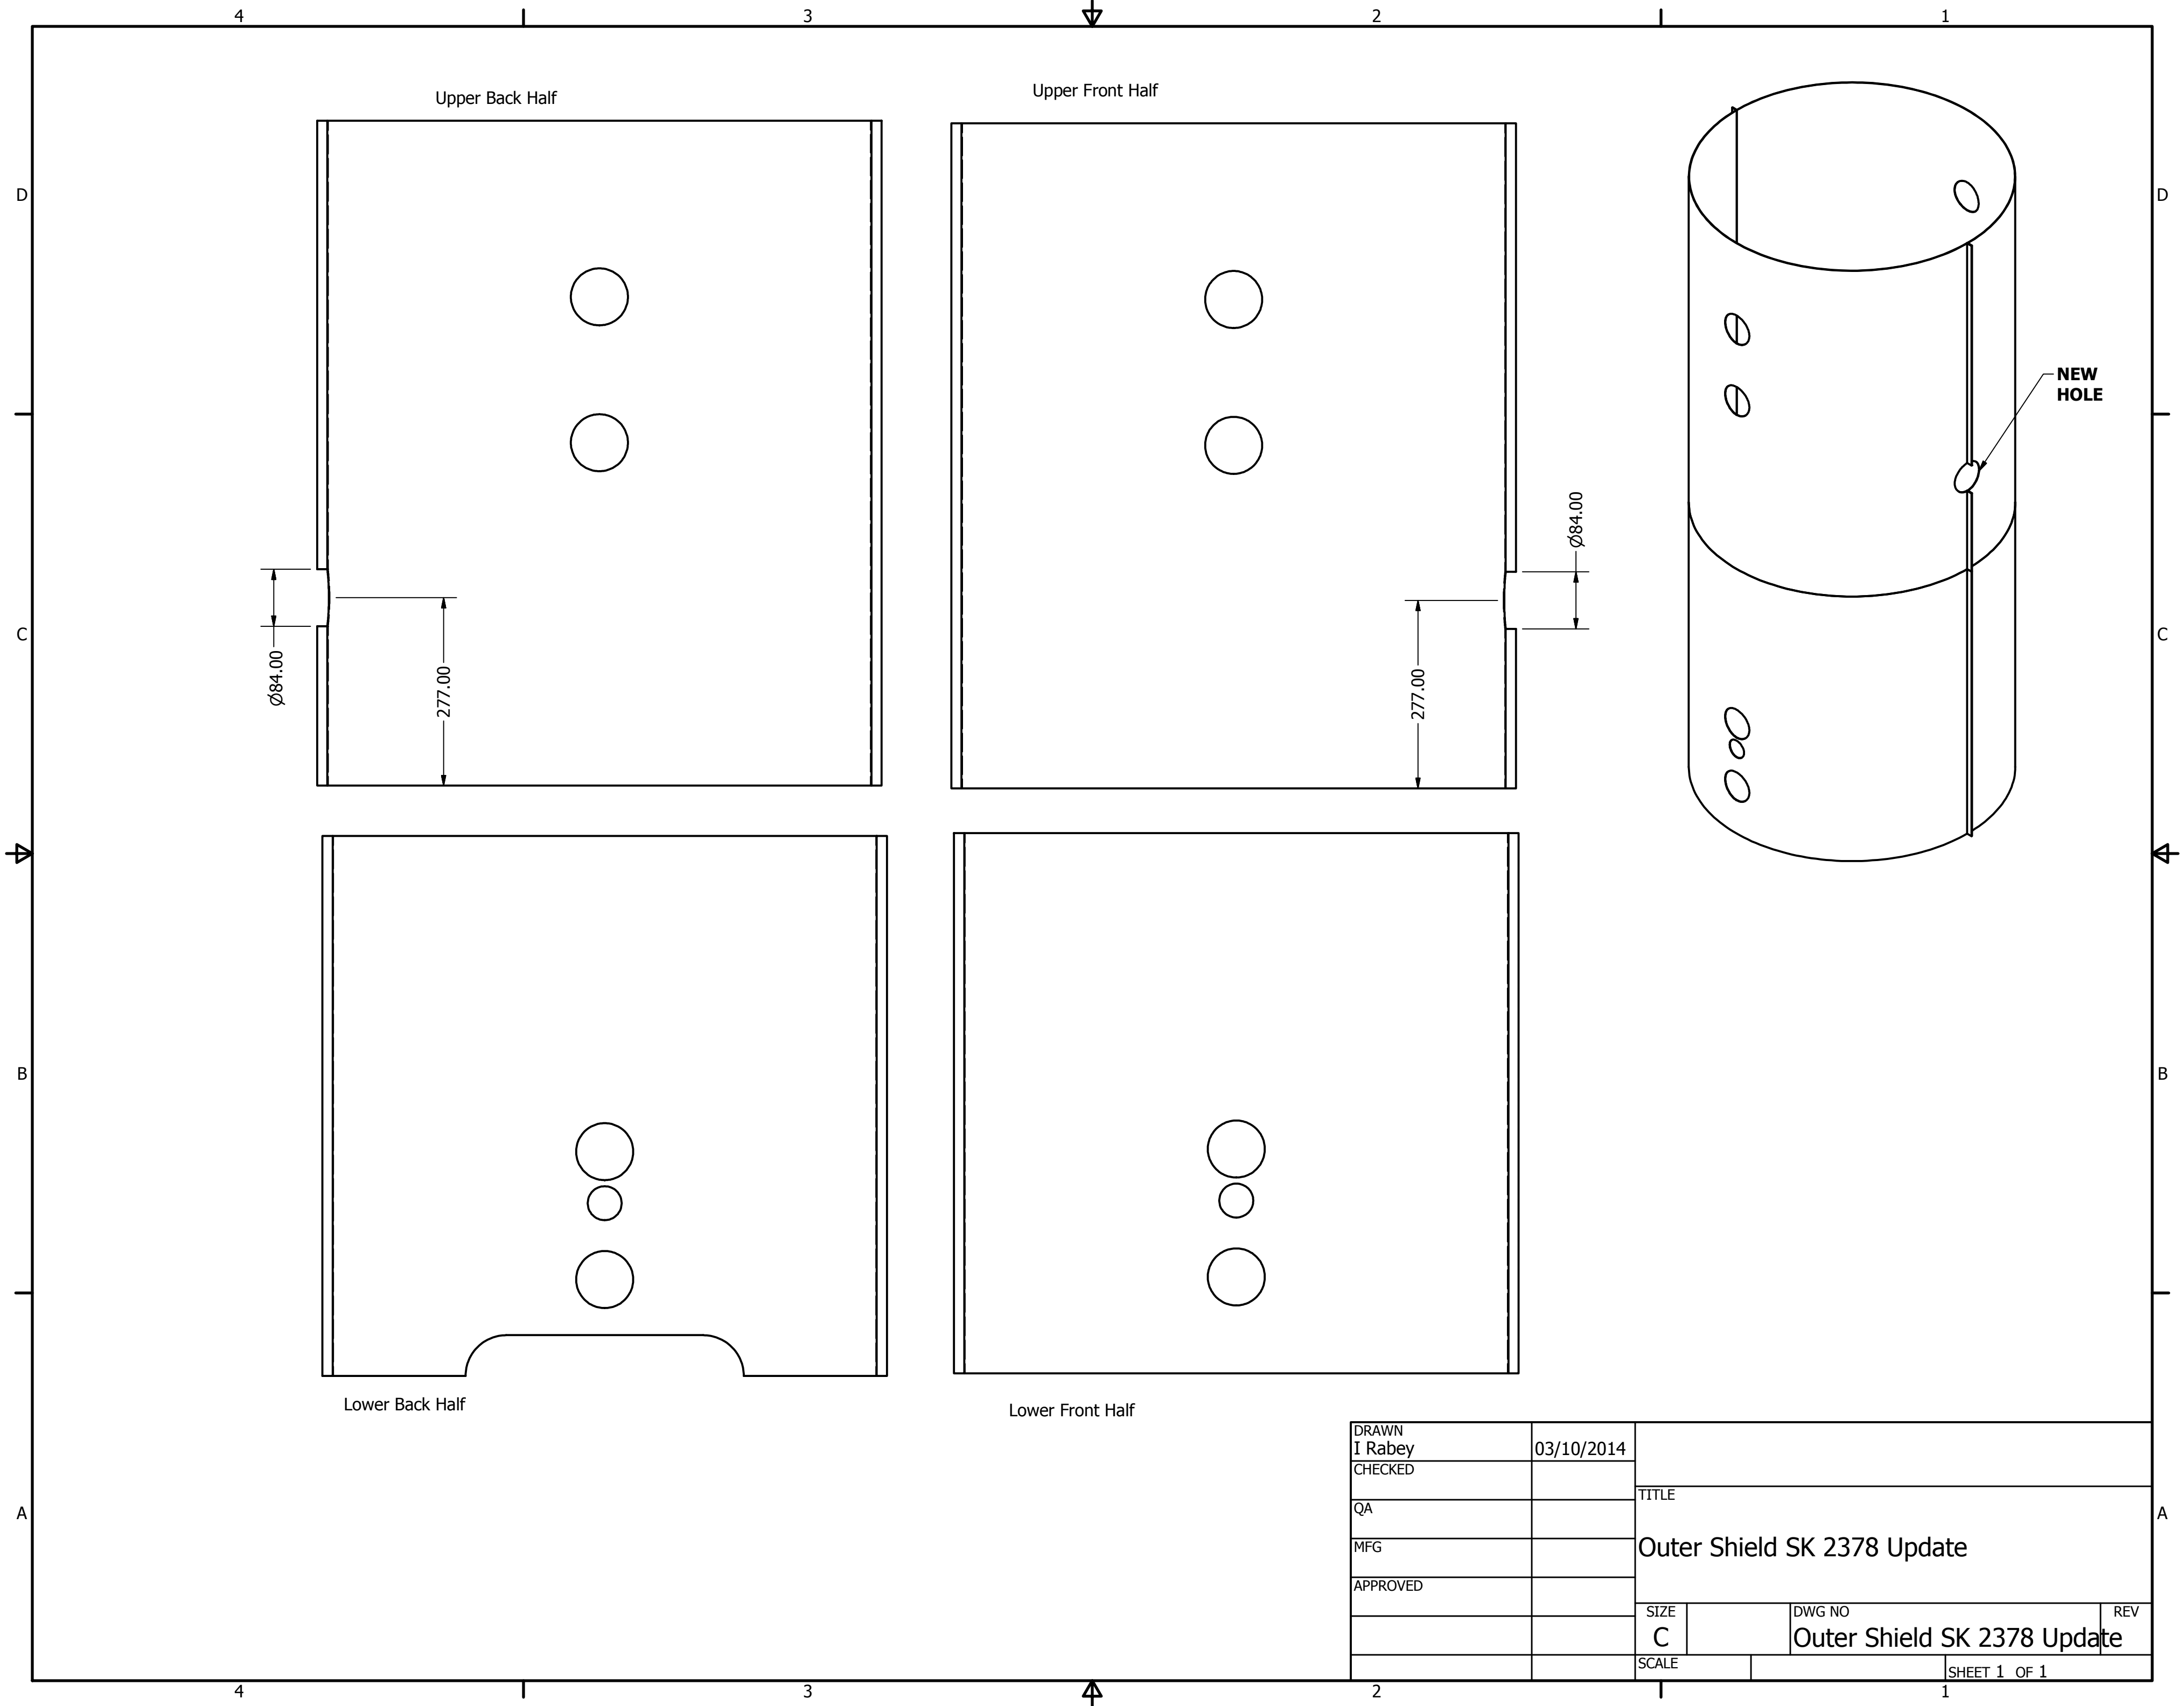 4 3 2 1
Upper Back Half
Upper Front Half
D D
NEW
HOLE
Ø84.00
C C
Ø84.00
277.00
277.00
B B
Lower Back Half
Lower Front Half
DRAWN
I Rabey 03/10/2014
CHECKED
TITLE
QA
A A
MFG
Outer Shield SK 2378 Update
APPROVED
SIZE DWG NO REV
C Outer Shield SK 2378 Update
SCALE
SHEET 1 OF 1
4 3 2 1